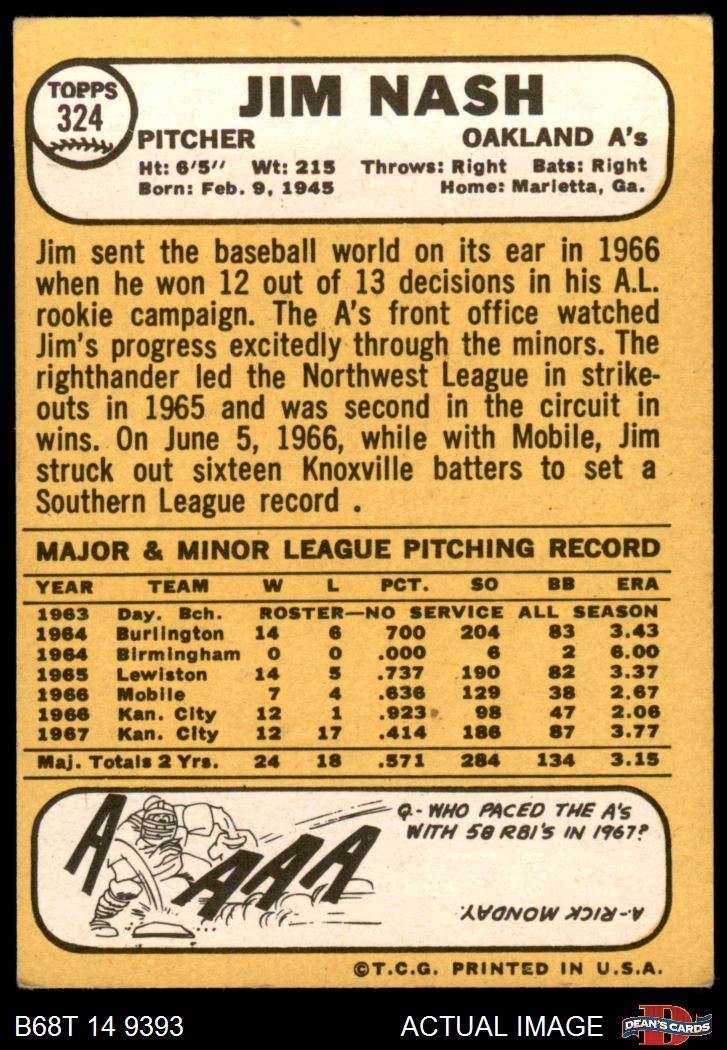 TOPPS
324
JIM NASH
PITCHER OAKLAND A's
Ht: 6'5" Wt: 215 Throws: Right Bats: Right
Born: Feb. 9, 1945 Home: Marietta, Ga.
Jim sent the baseball world on its ear in 1966
when he won 12 out of 13 decisions in his A.L.
rookie campaign. The A's front office watched
Jim's progress excitedly through the minors. The
righthander led the Northwest League in strike-
outs in 1965 and was second in the circuit in
wins. On June 5, 1966, while with Mobile, Jim
struck out sixteen Knoxville batters to set a
Southern League record .
MAJOR & MINOR LEAGUE PITCHING RECORD
YEAR TEAM W L PCT. SO BB ERA
1963 Day. Bch. ROSTER—NO SERVICE ALL SEASON
1964 Burlington 14 6 700 204 83 3.43
1964 Birmingham 0 0 .000 6 2 6.00
1965 Lewiston 14 5 .737 190 82 3.37
1966 Mobile 7 4 .636 129 38 2.67
1966 Kan. City 12 1 .923 98 47 2.06
1967 Kan. City 12 17 .414 186 87 3.77
Maj. Totals 2 Yrs. 24 18 .571 284 134 3.15
A AAA
Q- WHO PACED THE A'S
WITH 58 RBI'S IN 1967?
A-RICK MONDAY.
©T.C.G. PRINTED IN U.S.A.
B68T 14 9393 ACTUAL IMAGE
D
DEAN'S CARDS